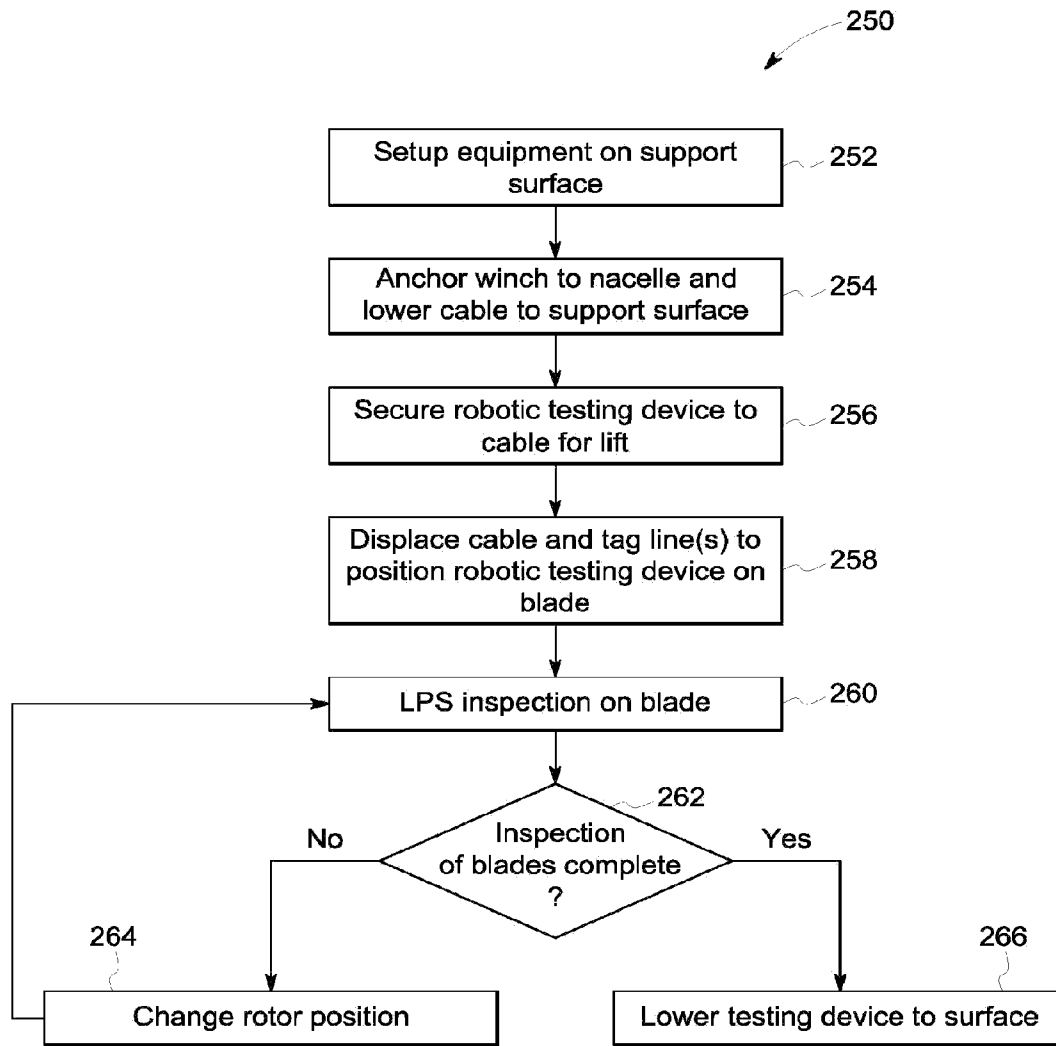 250
Setup equipment on support
surface
252
Anchor winch to nacelle and
lower cable to support surface
254
Secure robotic testing device to
cable for lift
256
Displace cable and tag line(s) to
position robotic testing device on
blade
258
LPS inspection on blade
260
262
Inspection
of blades complete
?
No
Yes
264
Change rotor position
266
Lower testing device to surface